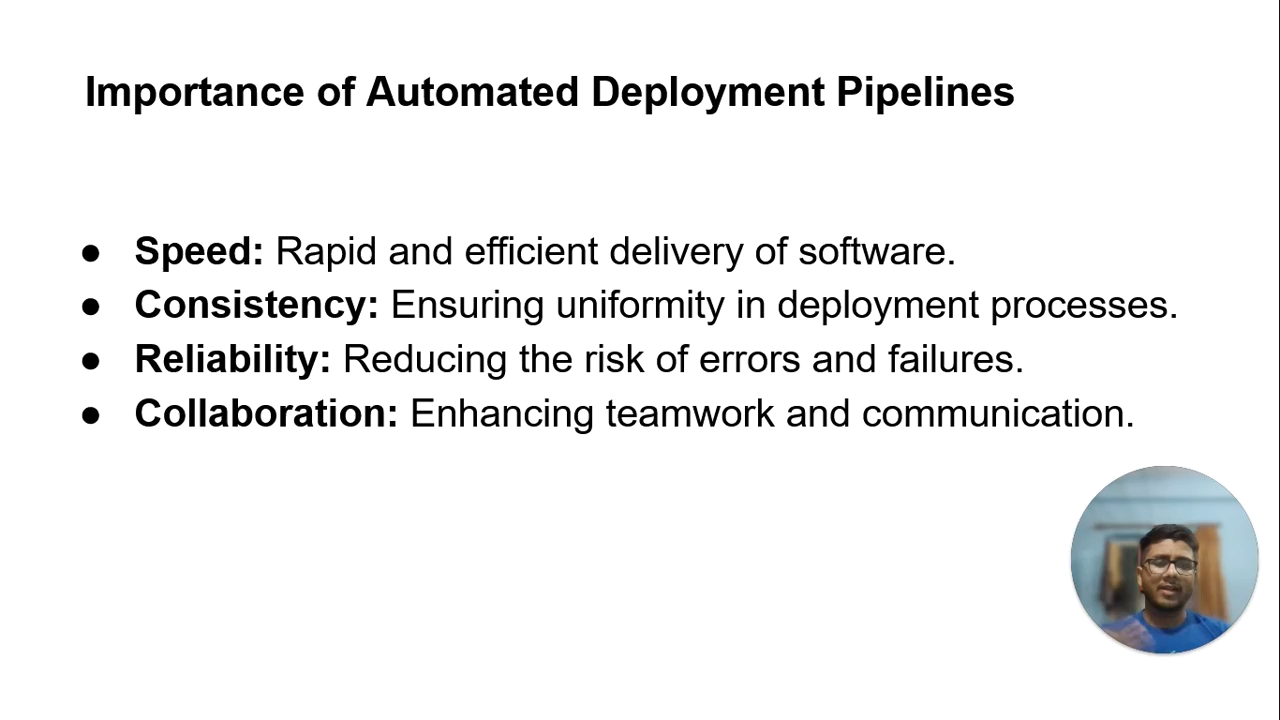 Importance of Automated Deployment Pipelines
● Speed: Rapid and efficient delivery of software.
● Consistency: Ensuring uniformity in deployment processes.
● Reliability: Reducing the risk of errors and failures.
● Collaboration: Enhancing teamwork and communication.